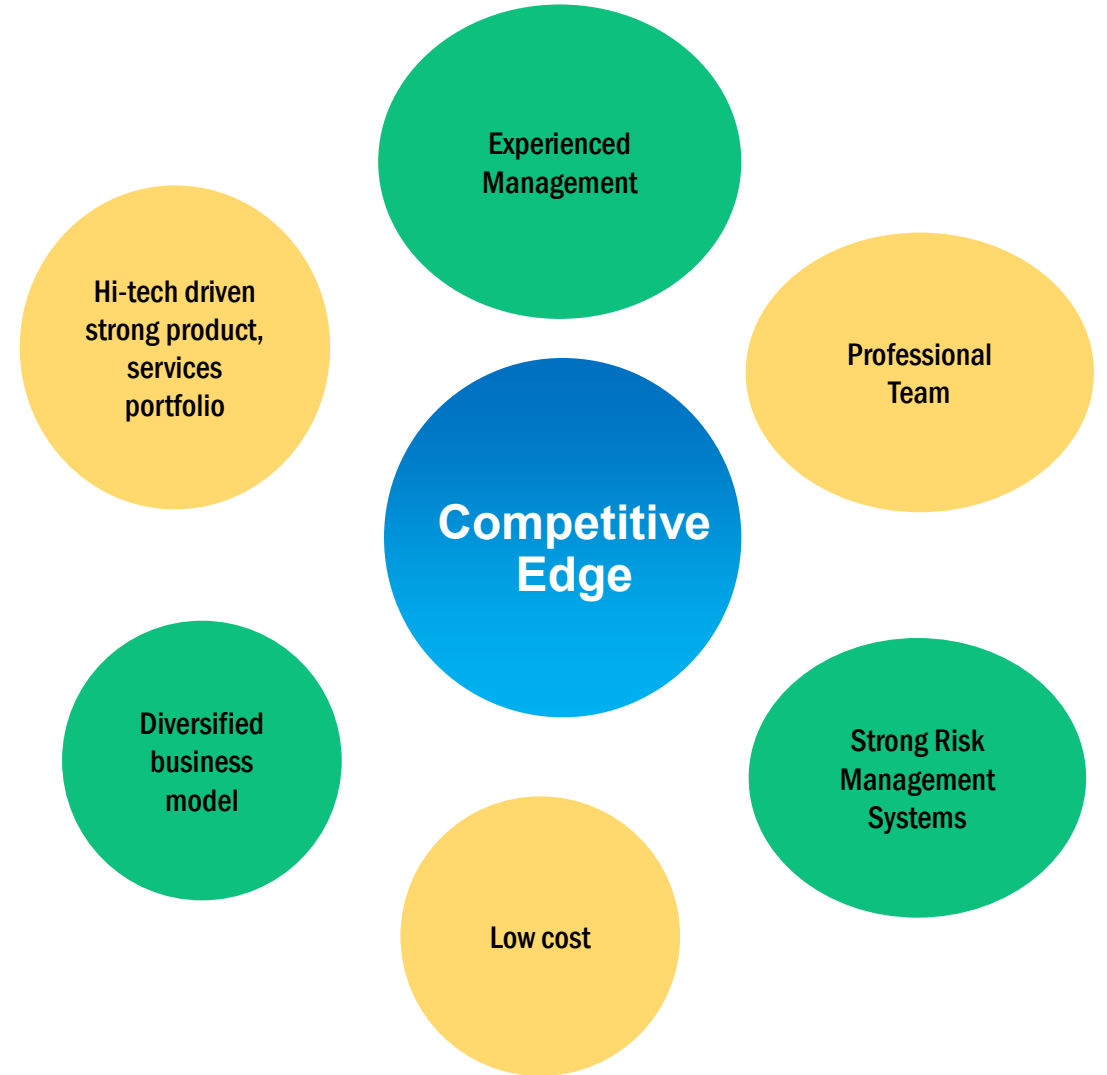 Experienced
Management
Hi-tech driven
strong product,
services
portfolio
Professional
Team
Competitive
Edge
Diversified
business
model
Strong Risk
Management
Systems
Low cost